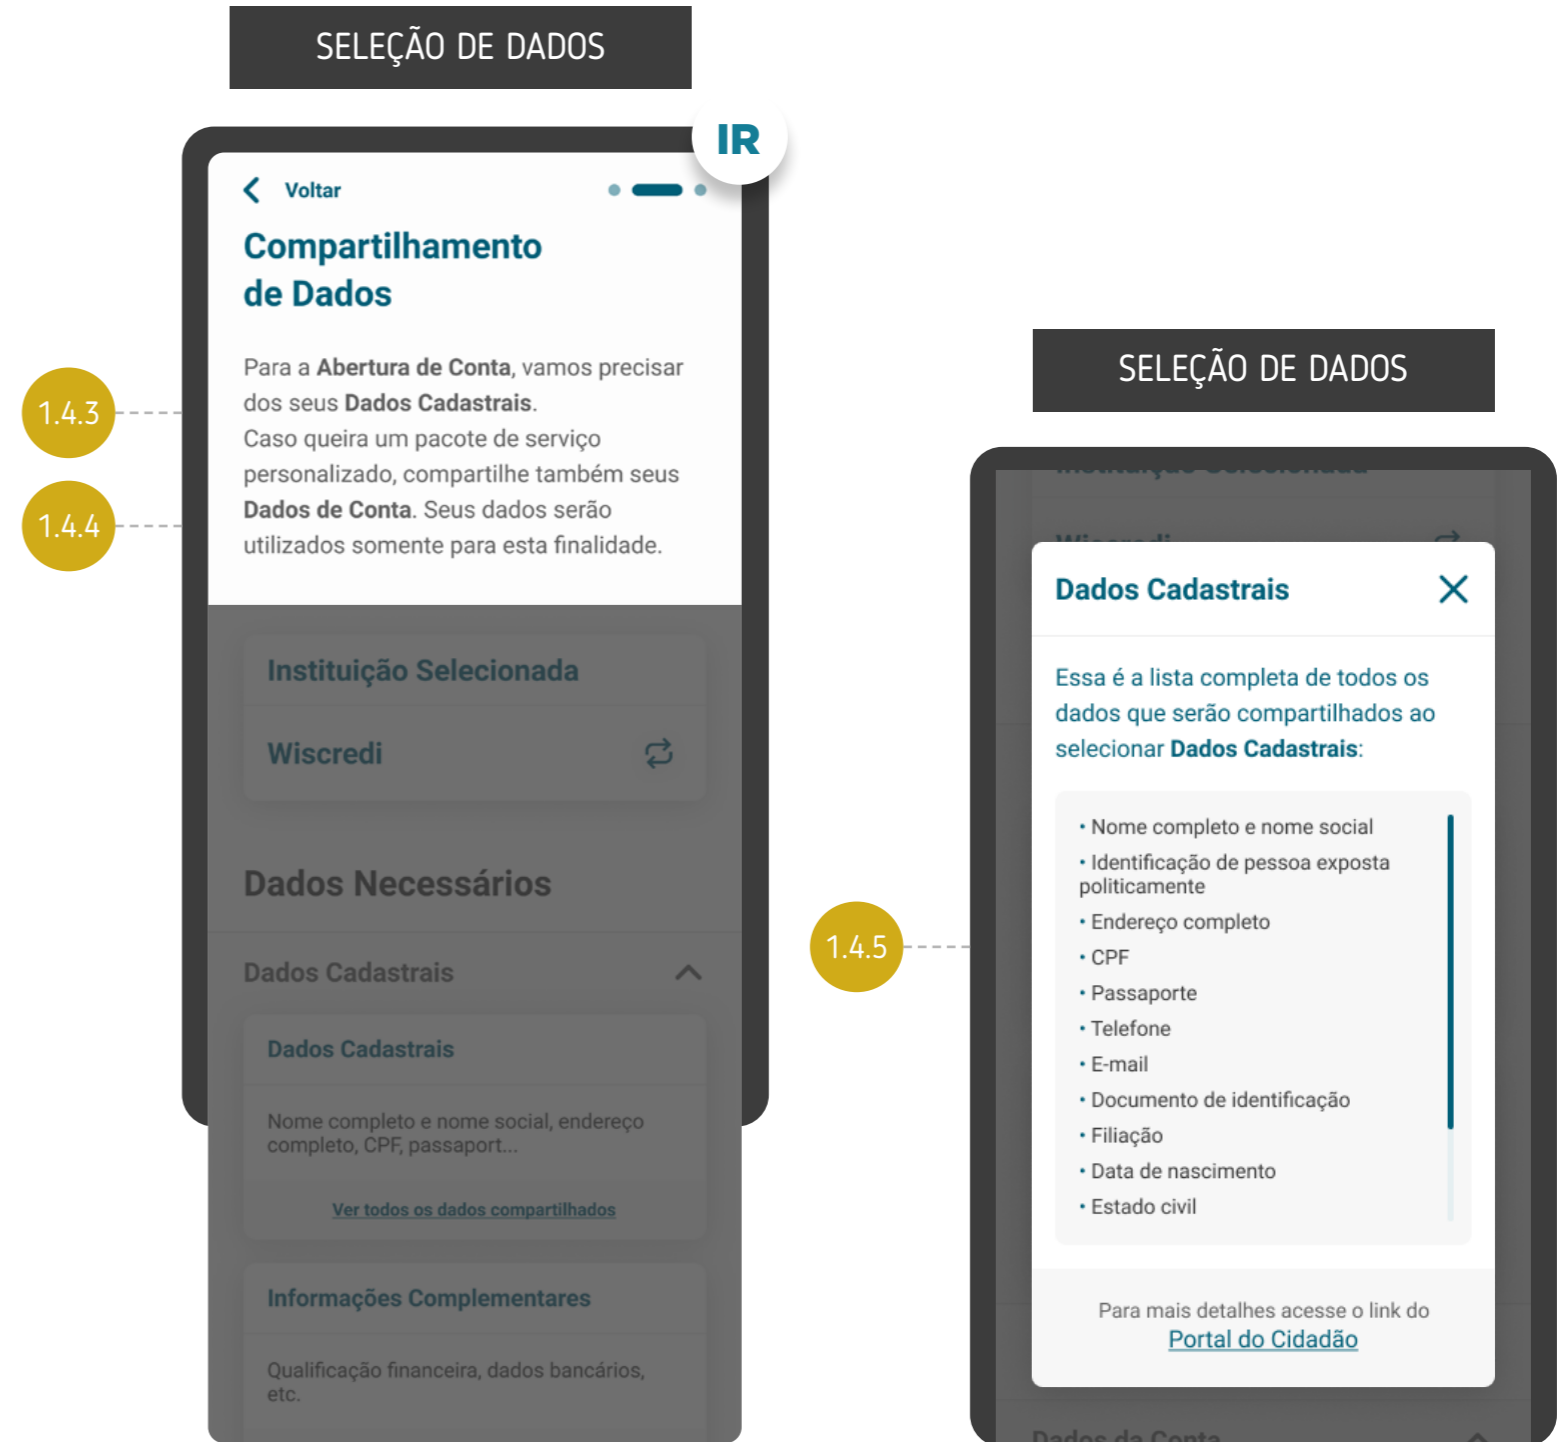 SELEÇÃO DE DADOS
IR
Voltar
Compartilhamento
de Dados
Para a Abertura de Conta, vamos precisar
dos seus Dados Cadastrais.
Caso queira um pacote de serviço
personalizado, compartilhe também seus
Dados de Conta. Seus dados serão
utilizados somente para esta finalidade.
1.4.3
1.4.4
Instituição Selecionada
Wiscredi
Dados Necessários
Dados Cadastrais
Dados Cadastrais
Nome completo e nome social, endereço
completo, CPF, passaport...
Ver todos os dados compartilhados
Informações Complementares
Qualificação financeira, dados bancários,
etc.
SELEÇÃO DE DADOS
Instituição Selecionada
Wiscredi
Dados Cadastrais
Essa é a lista completa de todos os
dados que serão compartilhados ao
selecionar Dados Cadastrais:
• Nome completo e nome social
• Identificação de pessoa exposta
politicamente
• Endereço completo
• CPF
• Passaporte
• Telefone
• E-mail
• Documento de identificação
• Filiação
• Data de nascimento
• Estado civil
1.4.5
Para mais detalhes acesse o link do
Portal do Cidadão
Dados da Conta